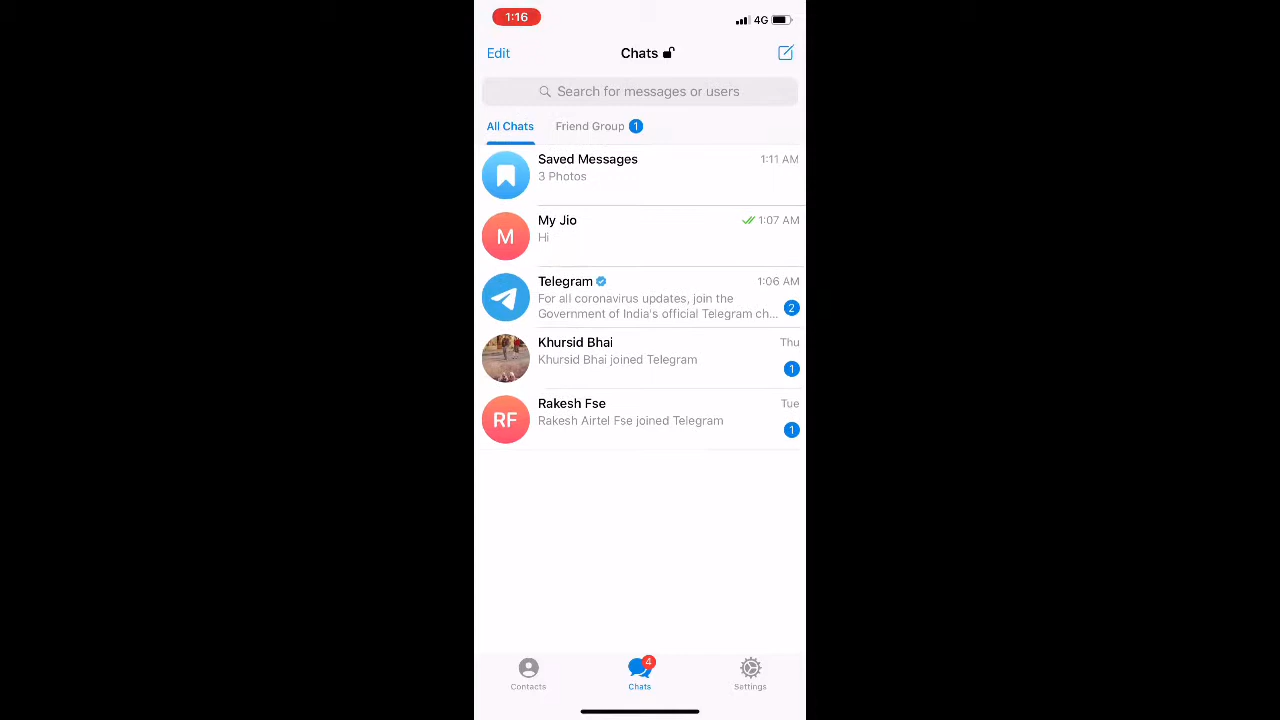 1:16
4G
Edit
Chats
Search for messages or users
All Chats
Friend Group 1
Saved Messages
1:11 AM
3 Photos
M
My Jio
1:07 AM
Hi
Telegram
1:06 AM
For all coronavirus updates, join the
Government of India's official Telegram ch...
2
Khursid Bhai
Thu
Khursid Bhai joined Telegram
1
RF
Rakesh Fse
Tue
Rakesh Airtel Fse joined Telegram
1
4
Contacts
Chats
Settings